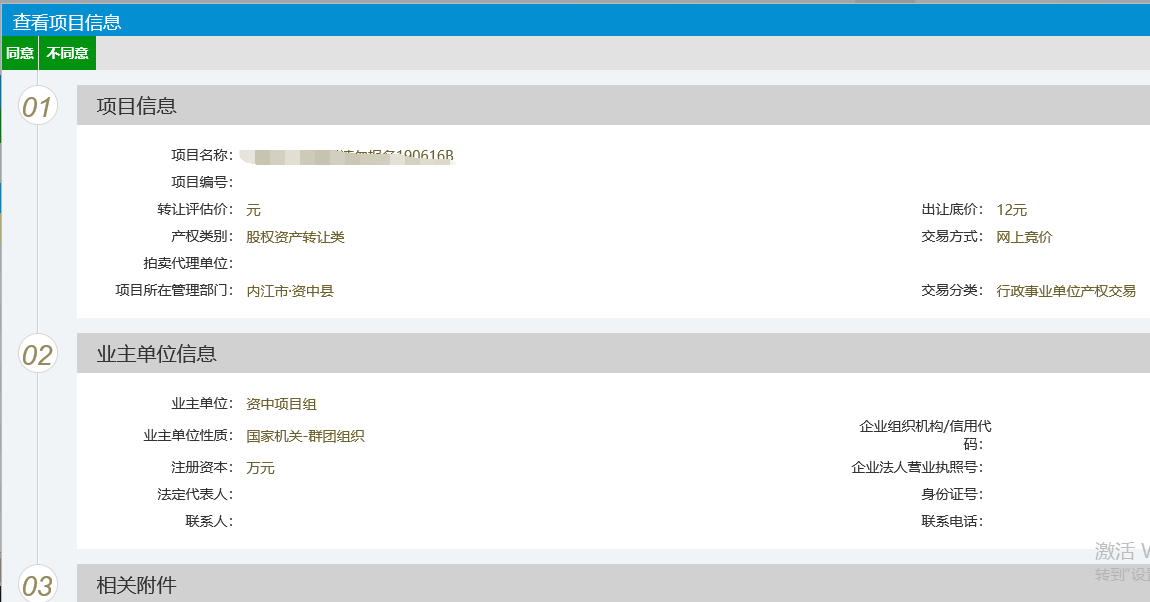 查看项目信息
同意 不同意
01 项目信息
项目名称： 190616B
项目编号：
转让评估价： 元 出让底价： 12元
产权类别： 股权资产转让类 交易方式： 网上竞价
拍卖代理单位：
项目所在管理部门： 内江市·资中县 交易分类： 行政事业单位产权交易
02 业主单位信息
业主单位： 资中项目组
企业组织机构/信用代
业主单位性质： 国家机关-群团组织
码：
注册资本： 万元 企业法人营业执照号：
法定代表人： 身份证号：
联系人： 联系电话：
激活
转到"设
03 相关附件